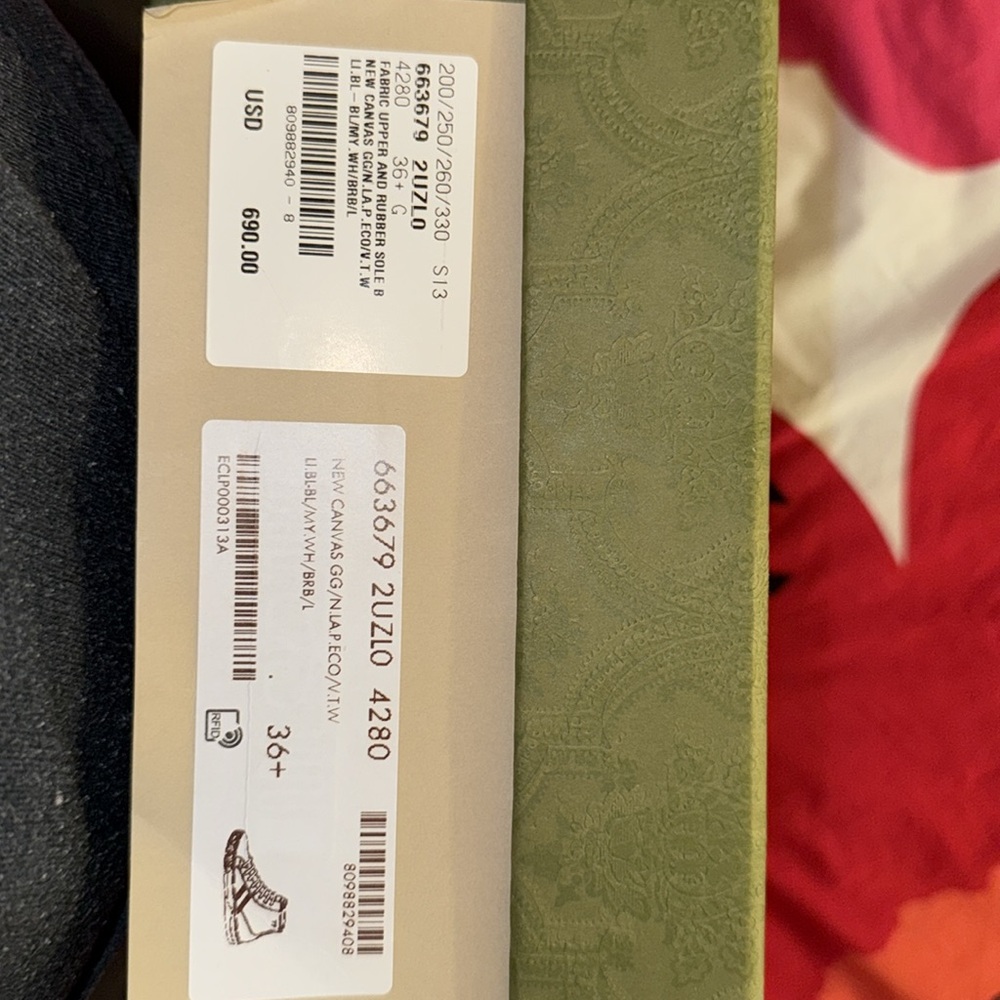 200/250/260/330 S13
663679 2UZL0
4280 36+ G
FABRIC UPPER AND RUBBER SOLE B
NEW CANVAS GG/N.LA.P.ECO/V.T.W
LI.BL-BL/MY.WH/BRB/L
809882940 - 8
USD 690.00
663679 2UZL0 4280
8098829408
NEW CANVAS GG/N.LA.P.ECO/V.T.W
LI.BL-BL/MY.WH/BRB/L
36+
ECLP000313A
RFID